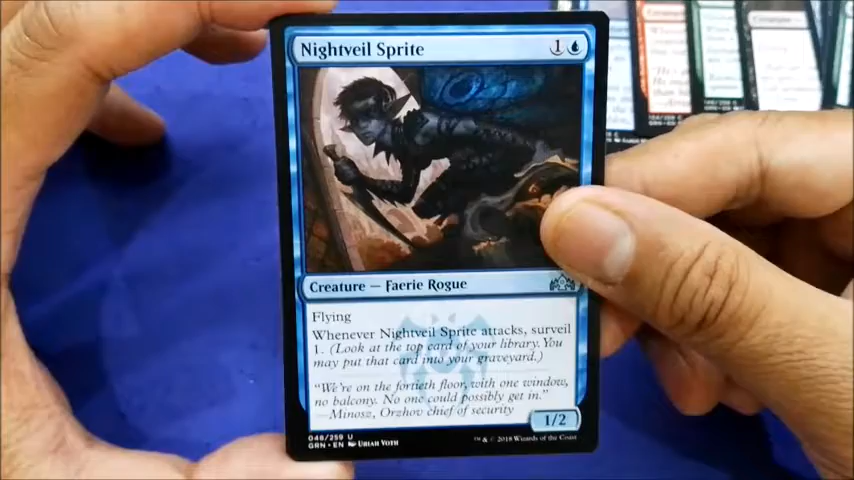 Nightveil Sprite 1
Creature — Faerie Rogue
Flying
Whenever Nightveil Sprite attacks, surveil
1. (Look at the top card of your library. You
may put that card into your graveyard.)
"We're on the fortieth floor, with one window,
no balcony. No one could possibly get in."
—Minosz, Orzhov chief of security
1/2
046/259 U
GRN • EN Uriah Voth
™ & © 2018 Wizards of the Coast